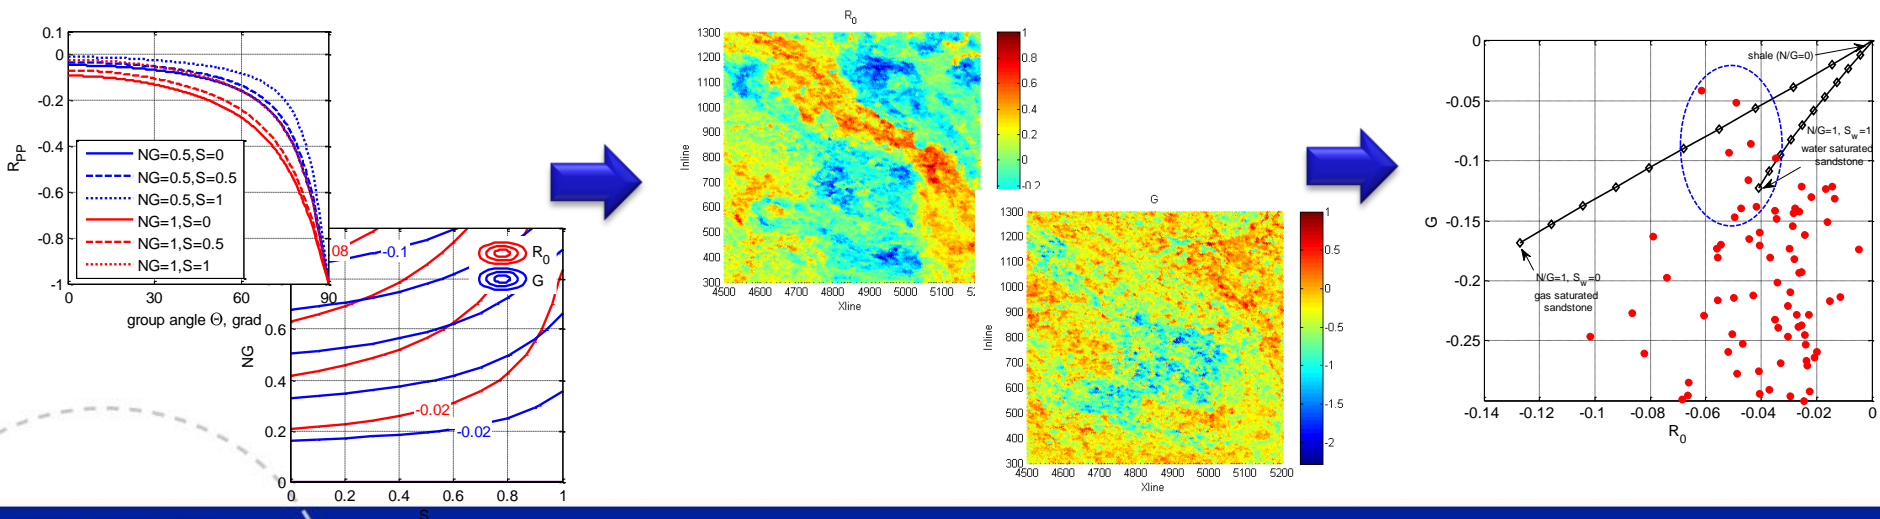 0.1
0
-0.2
-0.4
-0.6
-0.8
-1
R_PP
NG=0.5,S=0
NG=0.5,S=0.5
NG=0.5,S=1
NG=1,S=0
NG=1,S=0.5
NG=1,S=1
0 30 60 90
group angle Θ, grad
08
-0.1
R_0
G
-0.02
-0.02
0.6
0.4
0.2
0
NG
0 0.2 0.4 0.6 0.8 1
S
R_0
1300
1200
1100
1000
900
800
700
600
500
400
300
Inline
4500 4600 4700 4800 4900 5000 5100
Xline
1
0.8
0.6
0.4
0.2
0
-0.2
G
1300
1200
1100
1000
900
800
700
600
500
400
300
Inline
4500 4600 4700 4800 4900 5000 5100 5200
Xline
1
0.5
0
-0.5
-1
-1.5
-2
0
-0.05
-0.1
-0.15
-0.2
-0.25
G
shale (N/G=0)
N/G=1, S_w=1
water saturated
sandstone
N/G=1, S_w=0
gas saturated
sandstone
-0.14 -0.12 -0.1 -0.08 -0.06 -0.04 -0.02 0
R_0